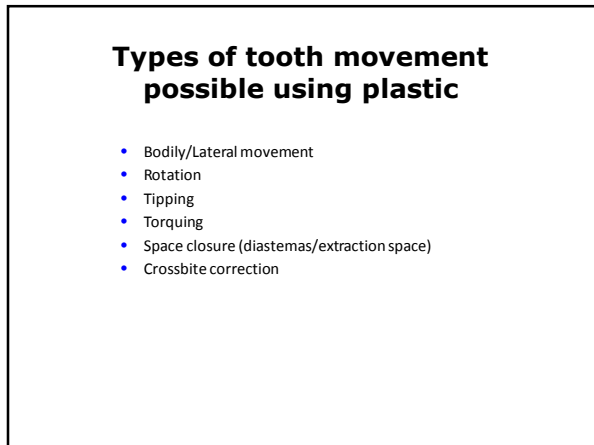 Types of tooth movement
possible using plastic
• Bodily/Lateral movement
• Rotation
• Tipping
• Torquing
• Space closure (diastemas/extraction space)
• Crossbite correction